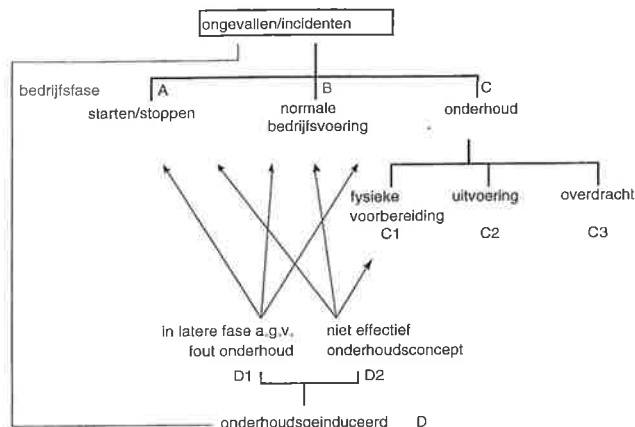 ongevallen/incidenten
bedrijfsfase
A
B
C
starten/stoppen
normale
bedrijfsvoering
onderhoud
fysieke
voorbereiding
uitvoering
overdracht
C1
C2
C3
in latere fase a.g.v.
fout onderhoud
niet effectief
onderhoudsconcept
D1
D2
onderhoudsgeinduceerd D